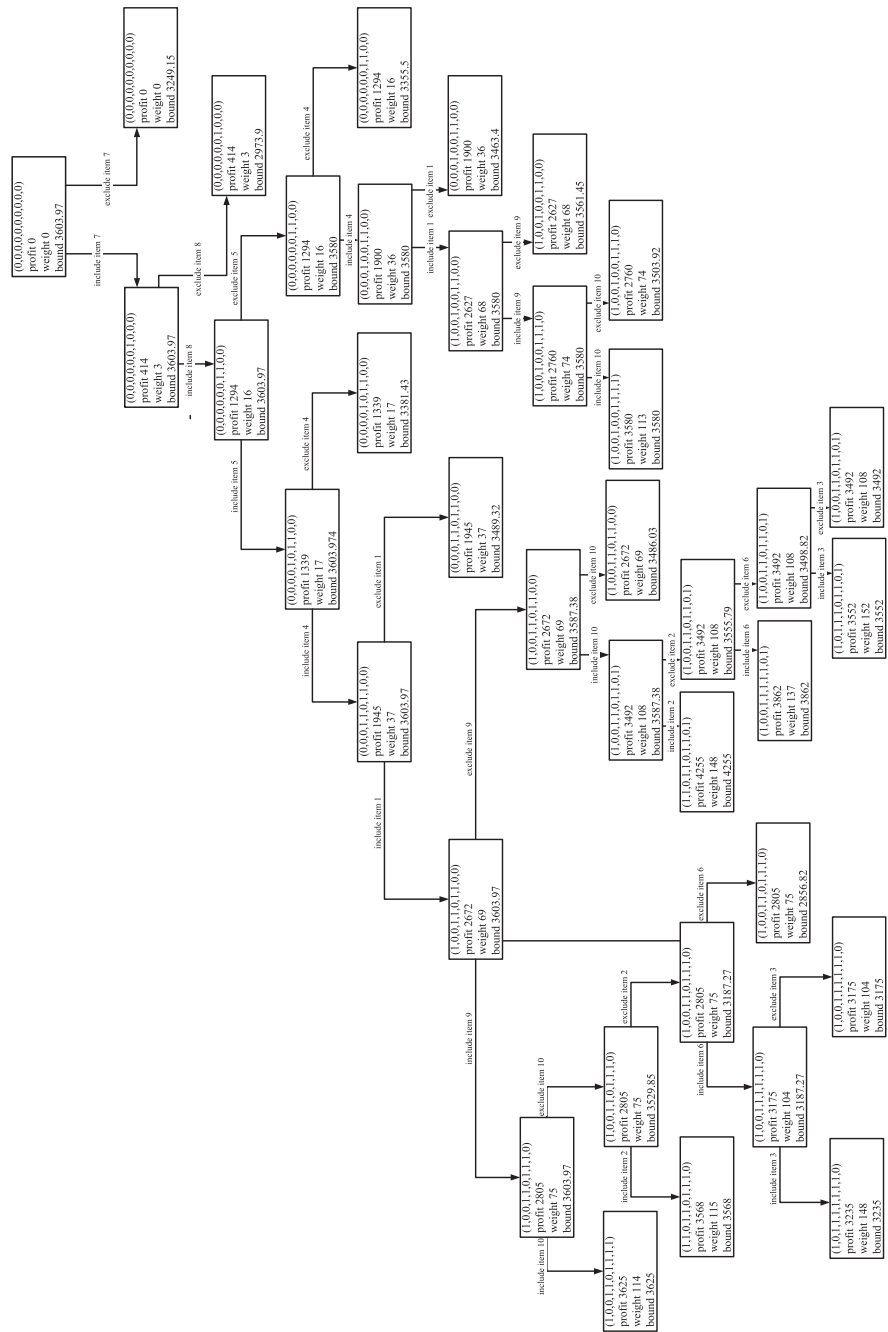 (0,0,0,0,0,0,0,0,0,0)
profit 0
weight 0
bound 3603.97
include item 7
exclude item 7
(0,0,0,0,0,0,1,0,0,0)
profit 414
weight 3
bound 3603.97
(0,0,0,0,0,0,0,0,0,0)
profit 0
weight 0
bound 3249.15
include item 8
exclude item 8
(0,0,0,0,0,0,1,1,0,0)
profit 1294
weight 16
bound 3603.97
(0,0,0,0,0,0,1,0,0,0)
profit 414
weight 3
bound 2973.9
include item 5
exclude item 5
(0,0,0,0,1,0,1,1,0,0)
profit 1339
weight 17
bound 3603.974
(0,0,0,0,0,0,1,1,0,0)
profit 1294
weight 16
bound 3580
include item 4
exclude item 4
include item 4
exclude item 4
(0,0,0,1,1,0,1,1,0,0)
profit 1945
weight 37
bound 3603.97
(0,0,0,0,1,0,1,1,0,0)
profit 1339
weight 17
bound 3381.43
(0,0,0,1,0,0,1,1,0,0)
profit 1900
weight 36
bound 3580
(0,0,0,0,0,0,1,1,0,0)
profit 1294
weight 16
bound 3355.5
include item 1
exclude item 1
include item 1
exclude item 1
(1,0,0,1,1,0,1,1,0,0)
profit 2672
weight 69
bound 3603.97
(0,0,0,1,1,0,1,1,0,0)
profit 1945
weight 37
bound 3489.32
(1,0,0,1,0,0,1,1,0,0)
profit 2627
weight 68
bound 3580
(0,0,0,1,0,0,1,1,0,0)
profit 1900
weight 36
bound 3463.4
include item 9
exclude item 9
include item 9
exclude item 9
(1,0,0,1,1,0,1,1,1,0)
profit 2805
weight 75
bound 3603.97
(1,0,0,1,1,0,1,1,0,0)
profit 2672
weight 69
bound 3587.38
(1,0,0,1,0,0,1,1,1,0)
profit 2760
weight 74
bound 3580
(1,0,0,1,0,0,1,1,0,0)
profit 2627
weight 68
bound 3561.45
include item 10
exclude item 10
include item 10
exclude item 10
include item 10
exclude item 10
(1,0,0,1,1,0,1,1,1,1)
profit 3625
weight 114
bound 3625
(1,0,0,1,1,0,1,1,1,0)
profit 2805
weight 75
bound 3529.85
(1,0,0,1,1,0,1,1,0,1)
profit 3492
weight 108
bound 3587.38
(1,0,0,1,1,0,1,1,0,0)
profit 2672
weight 69
bound 3486.03
(1,0,0,1,0,0,1,1,1,1)
profit 3580
weight 113
bound 3580
(1,0,0,1,0,0,1,1,1,0)
profit 2760
weight 74
bound 3503.92
include item 2
exclude item 2
include item 2
exclude item 2
(1,1,0,1,1,0,1,1,1,0)
profit 3568
weight 115
bound 3568
(1,0,0,1,1,0,1,1,1,0)
profit 2805
weight 75
bound 3187.27
(1,1,0,1,1,0,1,1,0,1)
profit 4255
weight 148
bound 4255
(1,0,0,1,1,0,1,1,0,1)
profit 3492
weight 108
bound 3555.79
include item 6
exclude item 6
include item 6
exclude item 6
(1,0,0,1,1,1,1,1,1,0)
profit 3175
weight 104
bound 3187.27
(1,0,0,1,1,0,1,1,1,0)
profit 2805
weight 75
bound 2856.82
(1,0,0,1,1,1,1,1,0,1)
profit 3862
weight 137
bound 3862
(1,0,0,1,1,0,1,1,0,1)
profit 3492
weight 108
bound 3498.82
include item 3
exclude item 3
include item 3
exclude item 3
(1,0,1,1,1,1,1,1,1,0)
profit 3235
weight 148
bound 3235
(1,0,0,1,1,1,1,1,1,0)
profit 3175
weight 104
bound 3175
(1,0,1,1,1,0,1,1,0,1)
profit 3552
weight 152
bound 3552
(1,0,0,1,1,0,1,1,0,1)
profit 3492
weight 108
bound 3492